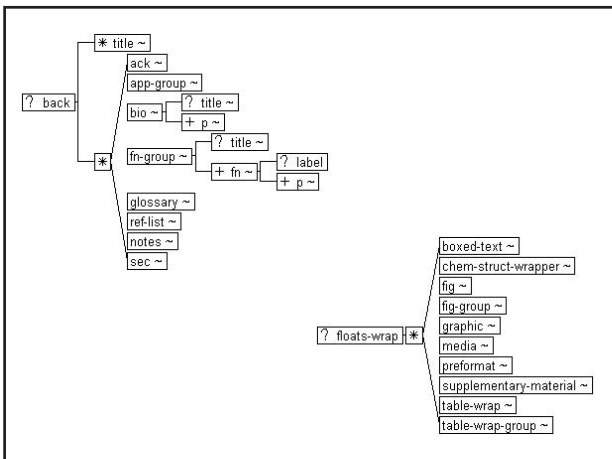 * title ~
ack ~
app-group ~
? back
? title ~
bio ~
+ p ~
? title ~
*
fn-group ~
? label
+ fn ~
+ p ~
glossary ~
ref-list ~
notes ~
sec ~
boxed-text ~
chem-struct-wrapper ~
fig ~
fig-group ~
graphic ~
? floats-wrap *
media ~
preformat ~
supplementary-material ~
table-wrap ~
table-wrap-group ~